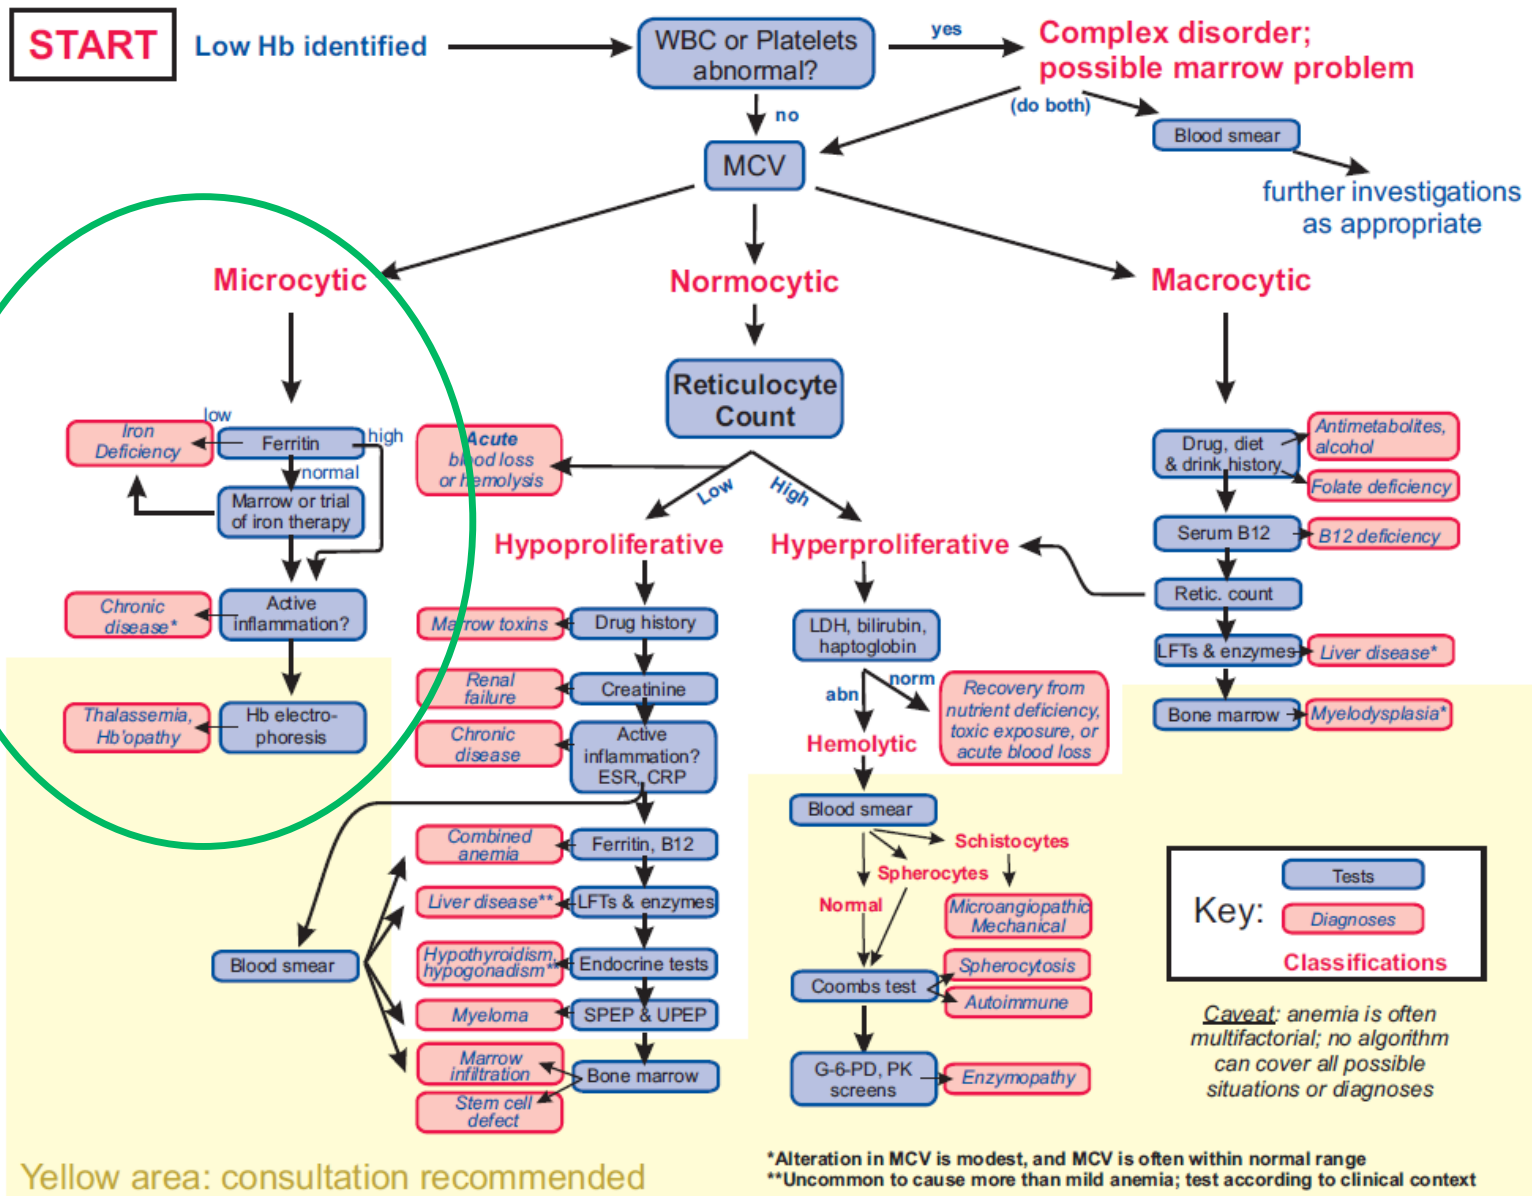 START
Low Hb identified
WBC or Platelets
abnormal?
yes
Complex disorder;
possible marrow problem
(do both)
no
MCV
Blood smear
further investigations
as appropriate
Microcytic
Normocytic
Macrocytic
Reticulocyte
Count
low
Iron
Deficiency
Ferritin
high
normal
Marrow or trial
of iron therapy
Chronic
disease*
Active
inflammation?
Thalassemia,
Hb'opathy
Hb electro-
phoresis
Acute
blood loss
or hemolysis
Low
High
Hypoproliferative
Hyperproliferative
Marrow toxins
Drug history
Renal
failure
Creatinine
Chronic
disease
Active
inflammation?
ESR, CRP
Combined
anemia
Ferritin, B12
Liver disease**
LFTs & enzymes
Hypothyroidism,
hypogonadism**
Endocrine tests
Myeloma
SPEP & UPEP
Marrow
infiltration
Bone marrow
Stem cell
defect
Blood smear
LDH, bilirubin,
haptoglobin
abn
norm
Recovery from
nutrient deficiency,
toxic exposure, or
acute blood loss
Hemolytic
Blood smear
Schistocytes
Spherocytes
Normal
Microangiopathic
Mechanical
Coombs test
Spherocytosis
Autoimmune
G-6-PD, PK
screens
Enzymopathy
Drug, diet
& drink history
Antimetabolites,
alcohol
Folate deficiency
Serum B12
B12 deficiency
Retic. count
LFTs & enzymes
Liver disease*
Bone marrow
Myelodysplasia*
Key:
Tests
Diagnoses
Classifications
Caveat: anemia is often
multifactorial; no algorithm
can cover all possible
situations or diagnoses
Yellow area: consultation recommended
*Alteration in MCV is modest, and MCV is often within normal range
**Uncommon to cause more than mild anemia; test according to clinical context